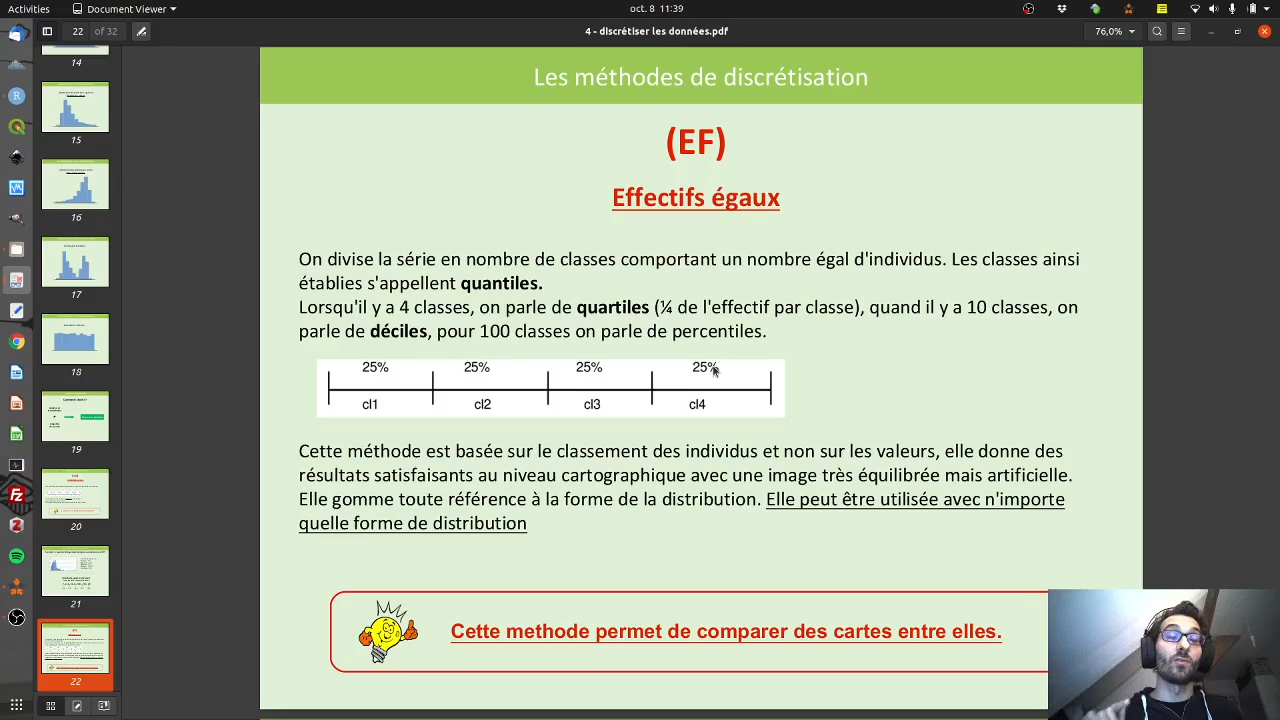 Activities
Document Viewer
oct. 8 11:39
22
of 32
4 - discrétiser les données.pdf
76,0%
14
15
16
17
18
19
20
21
22
Les méthodes de discrétisation
(EF)
Effectifs égaux
On divise la série en nombre de classes comportant un nombre égal d'individus. Les classes ainsi
établies s'appellent quantiles.
Lorsqu'il y a 4 classes, on parle de quartiles (¼ de l'effectif par classe), quand il y a 10 classes, on
parle de déciles, pour 100 classes on parle de percentiles.
25% 25% 25% 25%
cl1 cl2 cl3 cl4
Cette méthode est basée sur le classement des individus et non sur les valeurs, elle donne des
résultats satisfaisants au niveau cartographique avec une image très équilibrée mais artificielle.
Elle gomme toute référence à la forme de la distribution. Elle peut être utilisée avec n'importe
quelle forme de distribution
Cette methode permet de comparer des cartes entre elles.